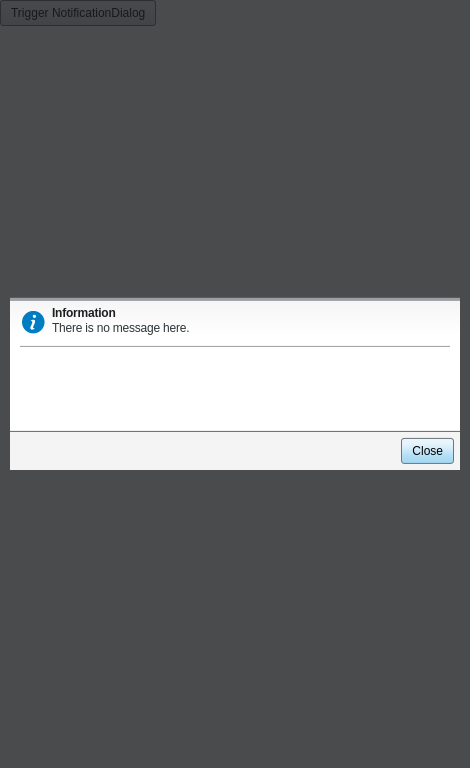 Trigger NotificationDialog
Information
There is no message here.
Close